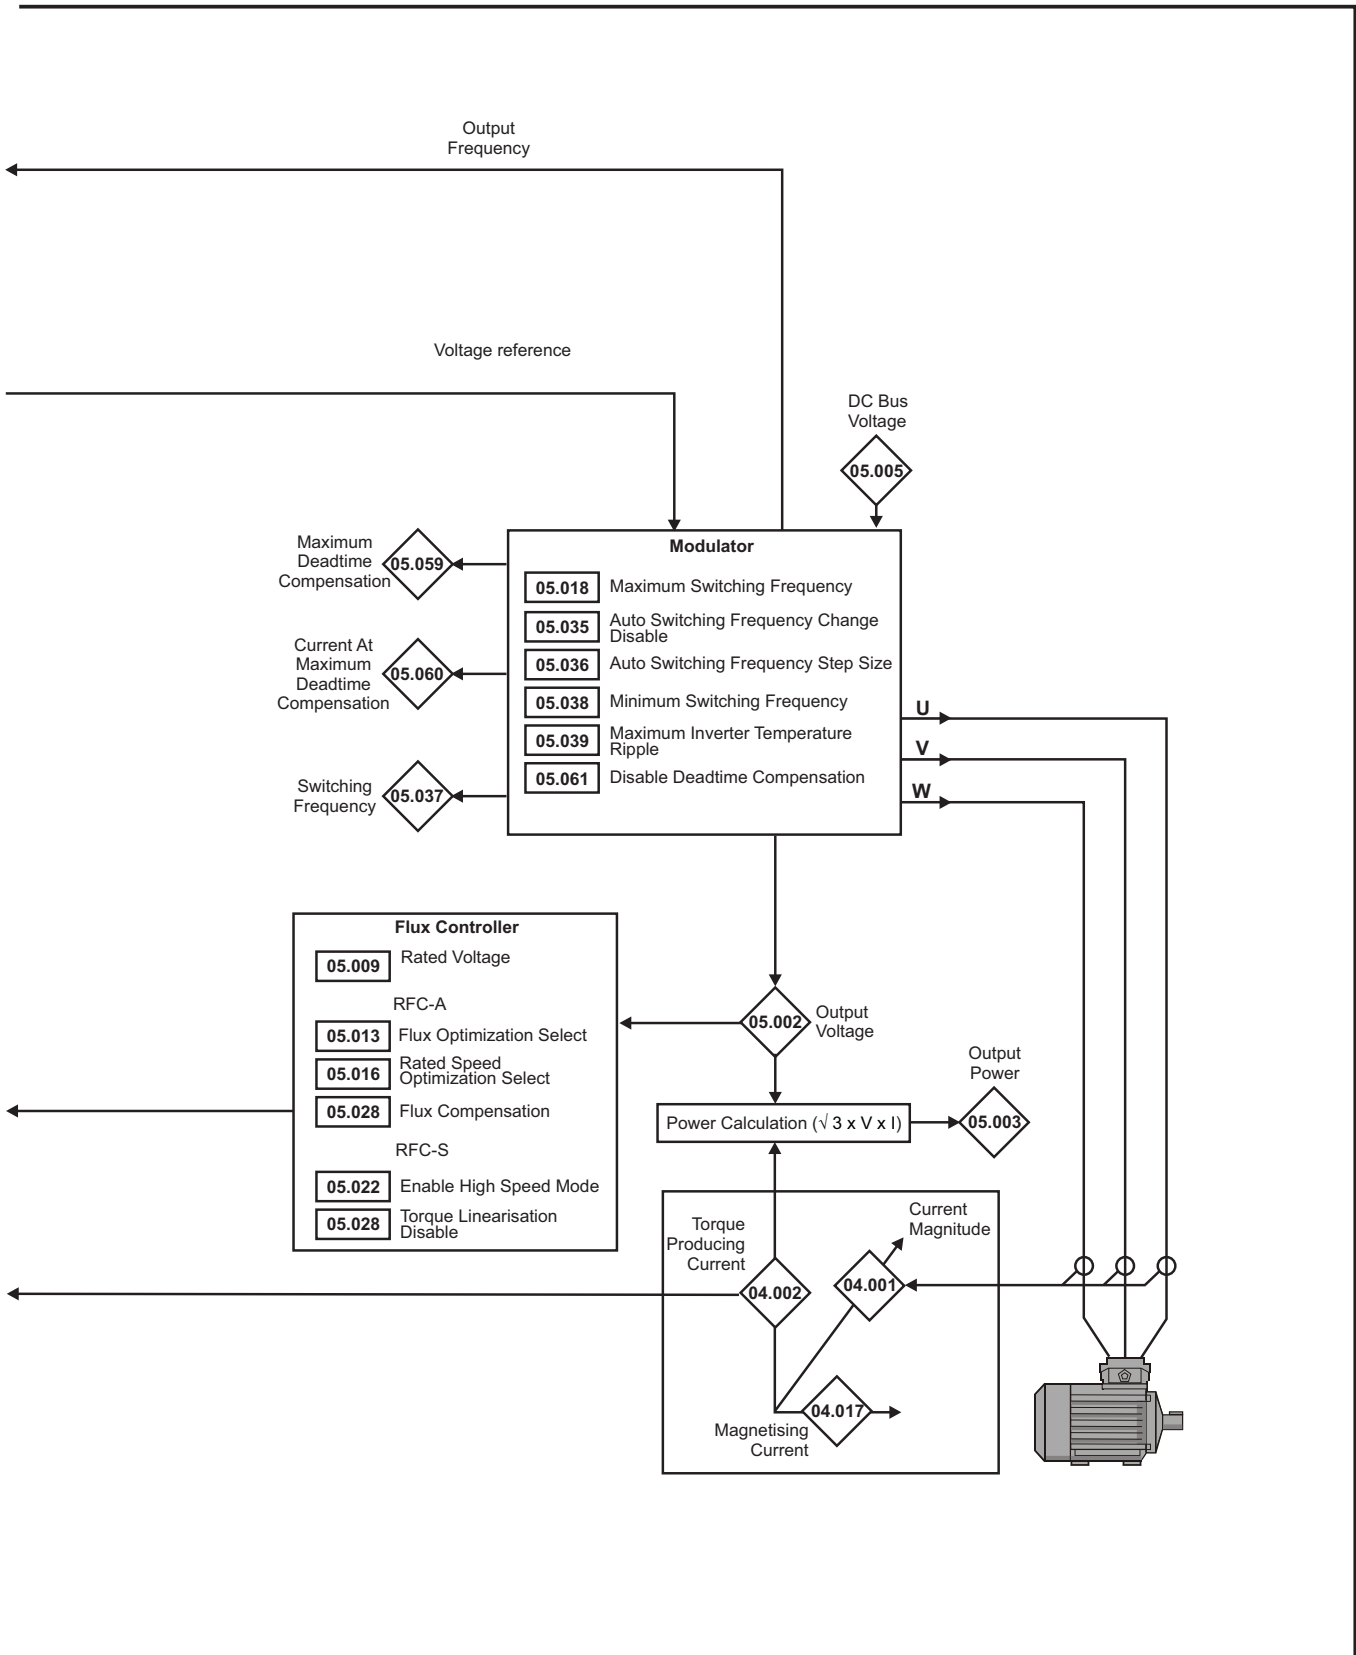 Output
Frequency
Voltage reference
DC Bus
Voltage
05.005
Maximum
Deadtime
Compensation
05.059
Current At
Maximum
Deadtime
Compensation
05.060
Switching
Frequency
05.037
Modulator
05.018 Maximum Switching Frequency
05.035 Auto Switching Frequency Change
Disable
05.036 Auto Switching Frequency Step Size
05.038 Minimum Switching Frequency
05.039 Maximum Inverter Temperature
Ripple
05.061 Disable Deadtime Compensation
U
V
W
Flux Controller
05.009 Rated Voltage
RFC-A
05.013 Flux Optimization Select
05.016 Rated Speed
Optimization Select
05.028 Flux Compensation
RFC-S
05.022 Enable High Speed Mode
05.028 Torque Linearisation
Disable
05.002
Output
Voltage
Output
Power
05.003
Power Calculation (√ 3 x V x I)
Torque
Producing
Current
04.002
Current
Magnitude
04.001
04.017
Magnetising
Current